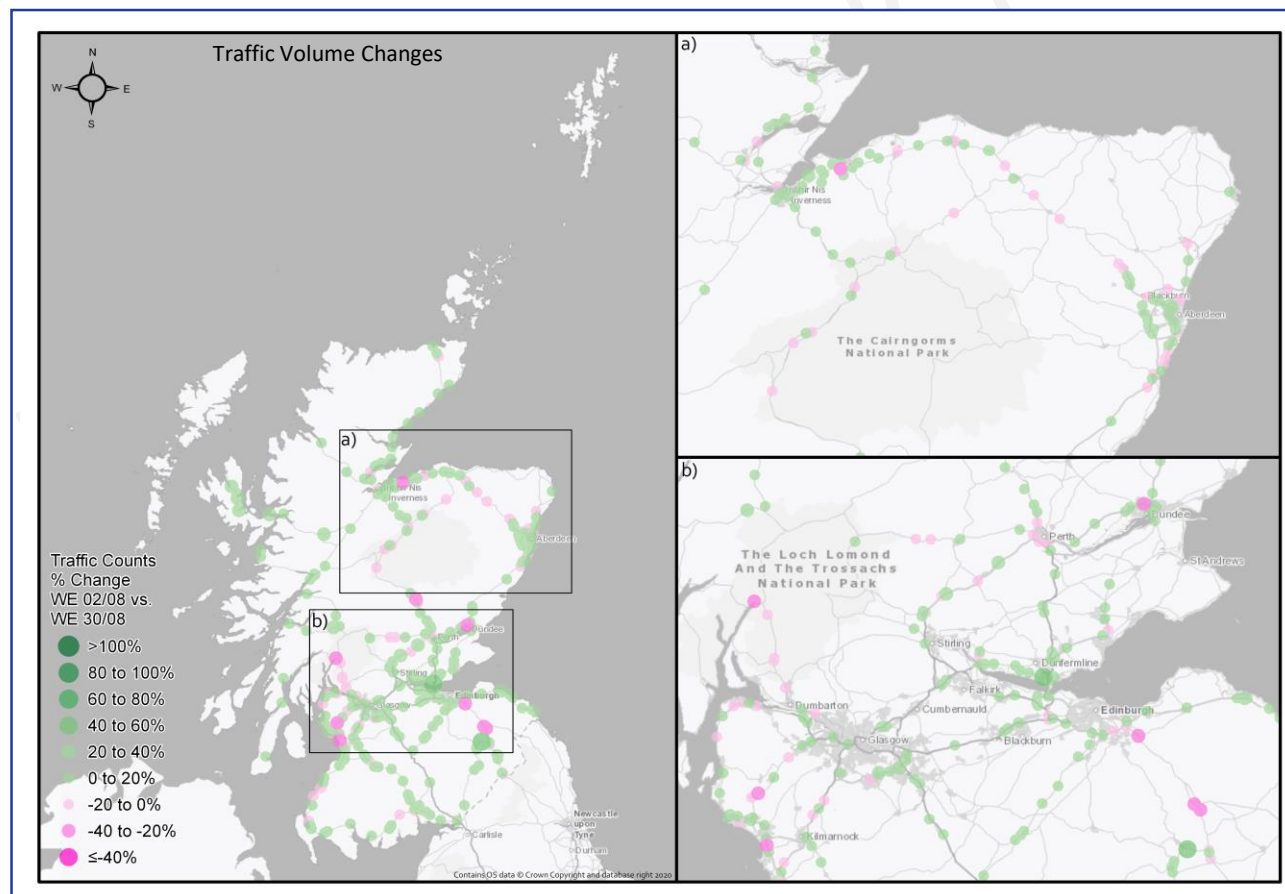 Traffic Volume Changes
N
W
E
S
a)
Inverness
Aberdeen
b)
Perth
Dundee
Stirling
Edinburgh
Glasgow
Carlisle
Newcastle
upon
Tyne
Durham
Traffic Counts
% Change
WE 02/08 vs.
WE 30/08
>100%
80 to 100%
60 to 80%
40 to 60%
20 to 40%
0 to 20%
-20 to 0%
-40 to -20%
≤-40%
Contains OS data © Crown Copyright and database right 2020
a)
Inverness
Blackburn
Aberdeen
The Cairngorms
National Park
b)
Dundee
Perth
The Loch Lomond
And The Trossachs
National Park
St Andrews
Stirling
Dunfermline
Falkirk
Dumbarton
Cumbernauld
Edinburgh
Glasgow
Blackburn
Kilmarnock